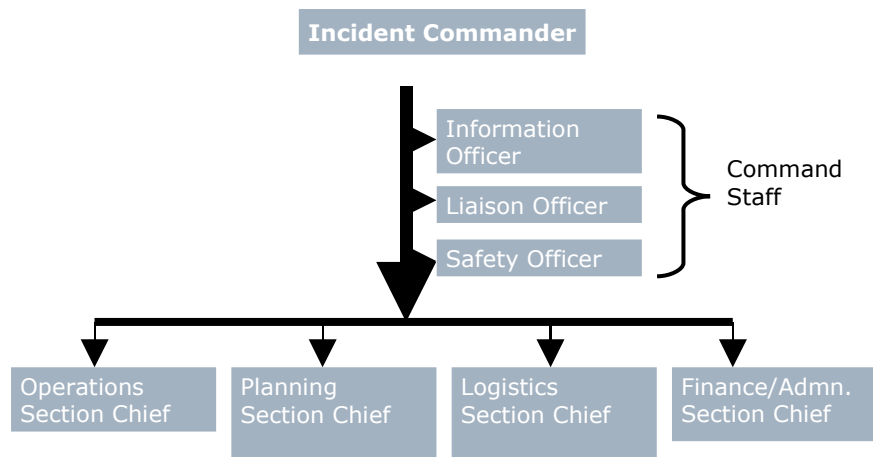 Incident Commander
Information
Officer
Liaison Officer
Safety Officer
Command
Staff
Operations
Section Chief
Planning
Section Chief
Logistics
Section Chief
Finance/Admn.
Section Chief